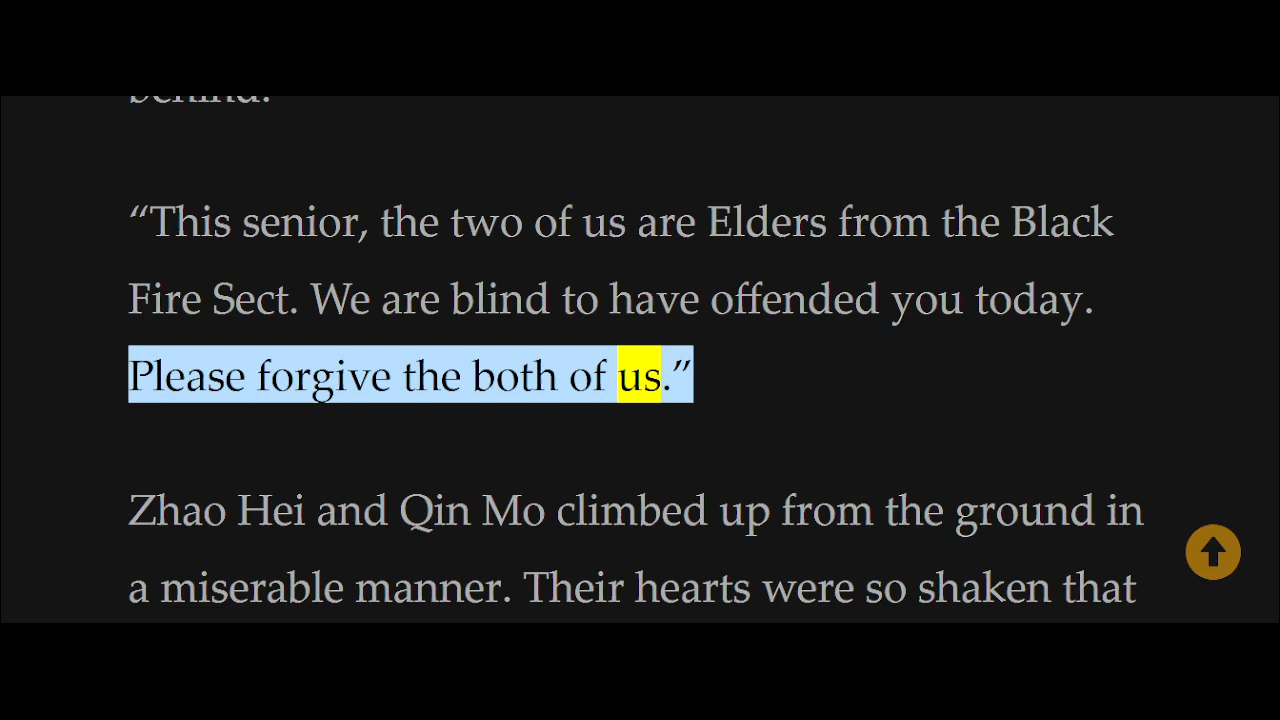 behind.
“This senior, the two of us are Elders from the Black
Fire Sect. We are blind to have offended you today.
Please forgive the both of us.”
Zhao Hei and Qin Mo climbed up from the ground in
a miserable manner. Their hearts were so shaken that